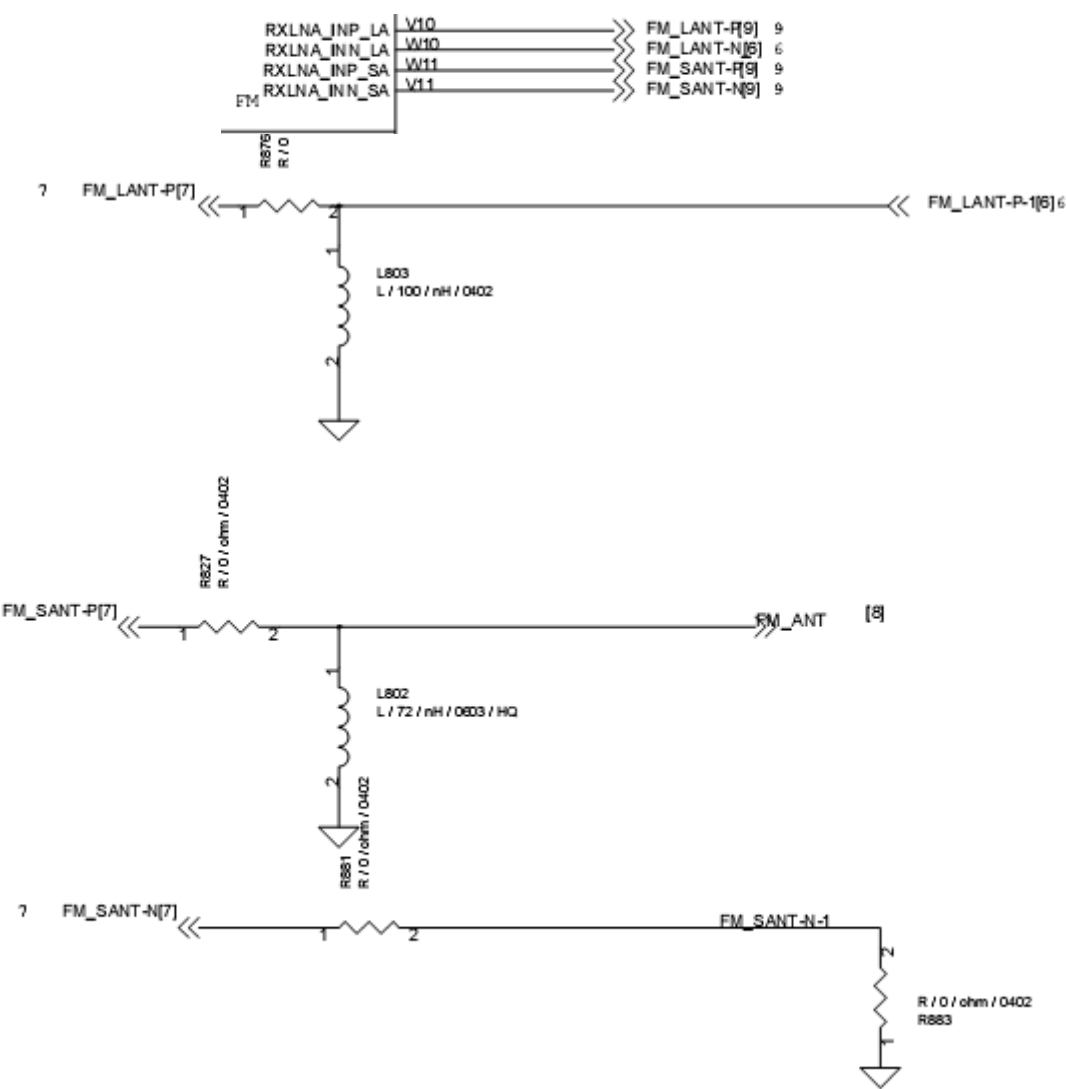 RXLNA_INP_LA V10 FM_LANT-P[9] 9
RXLNA_INN_LA W10 FM_LANT-N[6] 6
RXLNA_INP_SA W11 FM_SANT-P[9] 9
RXLNA_INN_SA V11 FM_SANT-N[9] 9
FM
R876
R / 0
7 FM_LANT-P[7] 1 2 FM_LANT-P-1[6] 6
1
L803
L / 100 / nH / 0402
2
R827
R / 0 / ohm / 0402
FM_SANT-P[7] 1 2 FM_ANT [8]
1
L802
L / 72 / nH / 0603 / HQ
2
R881
R / 0 / ohm / 0402
7 FM_SANT-N[7] 1 2 FM_SANT-N-1
2
R / 0 / ohm / 0402
R883
1